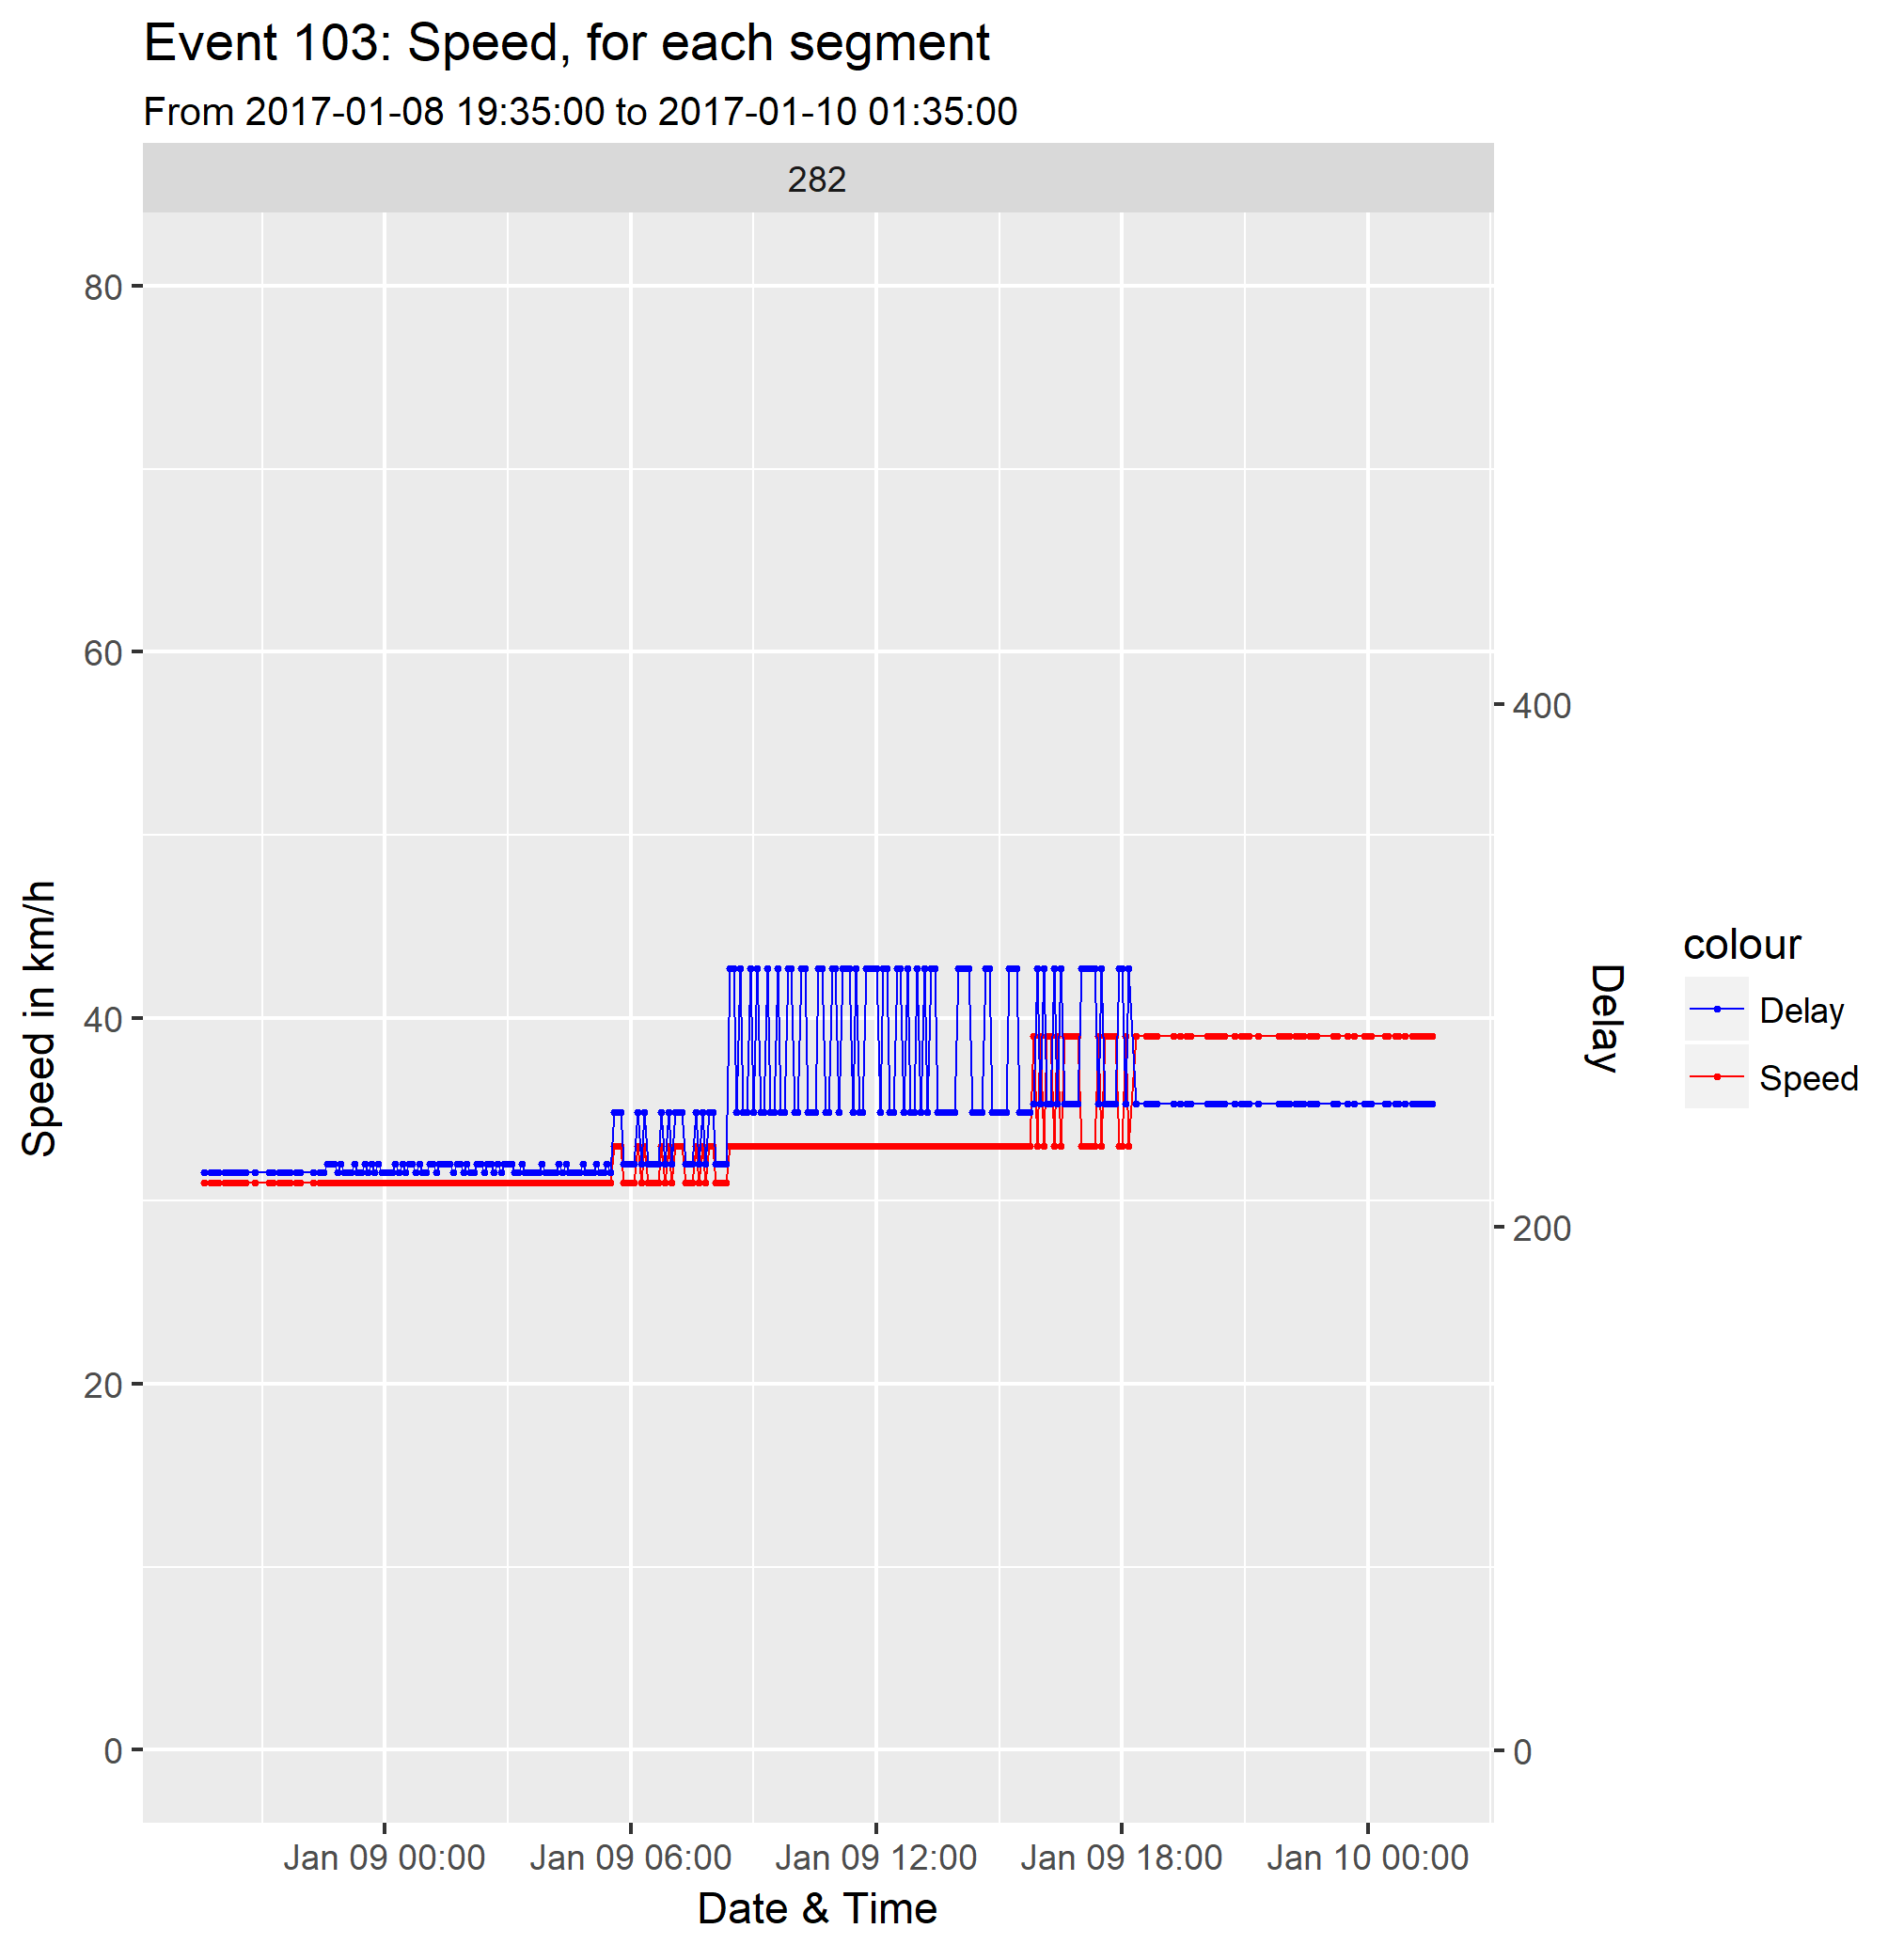 Event 103: Speed, for each segment
From 2017-01-08 19:35:00 to 2017-01-10 01:35:00
282
80
60
40
20
0
Speed in km/h
400
200
0
Delay
Jan 09 00:00
Jan 09 06:00
Jan 09 12:00
Jan 09 18:00
Jan 10 00:00
Date & Time
colour
Delay
Speed